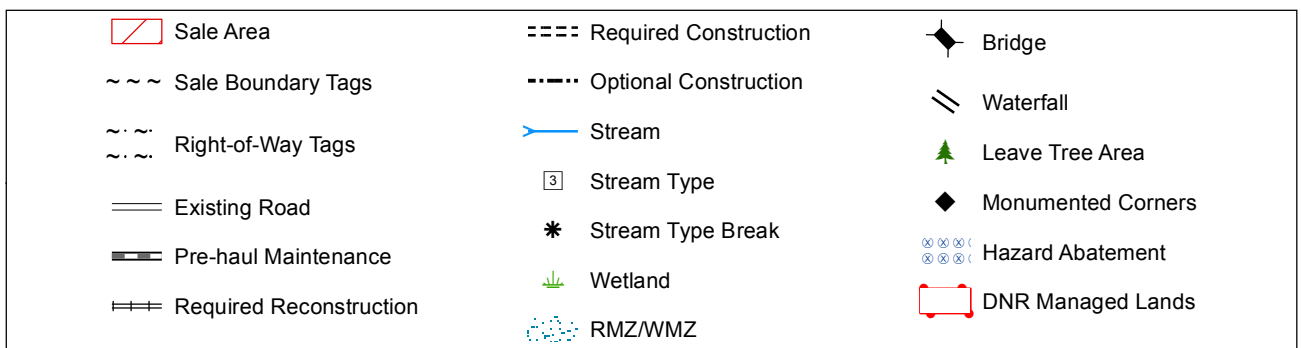 Sale Area
Sale Boundary Tags
Right-of-Way Tags
Existing Road
Pre-haul Maintenance
Required Reconstruction
Required Construction
Optional Construction
Stream
3 Stream Type
Stream Type Break
Wetland
RMZ/WMZ
Bridge
Waterfall
Leave Tree Area
Monumented Corners
Hazard Abatement
DNR Managed Lands